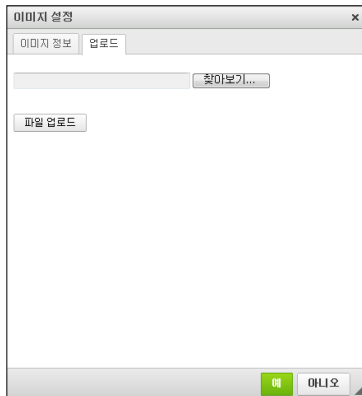 이미지 설정
이미지 정보 업로드
찾아보기...
파일 업로드
예 아니오